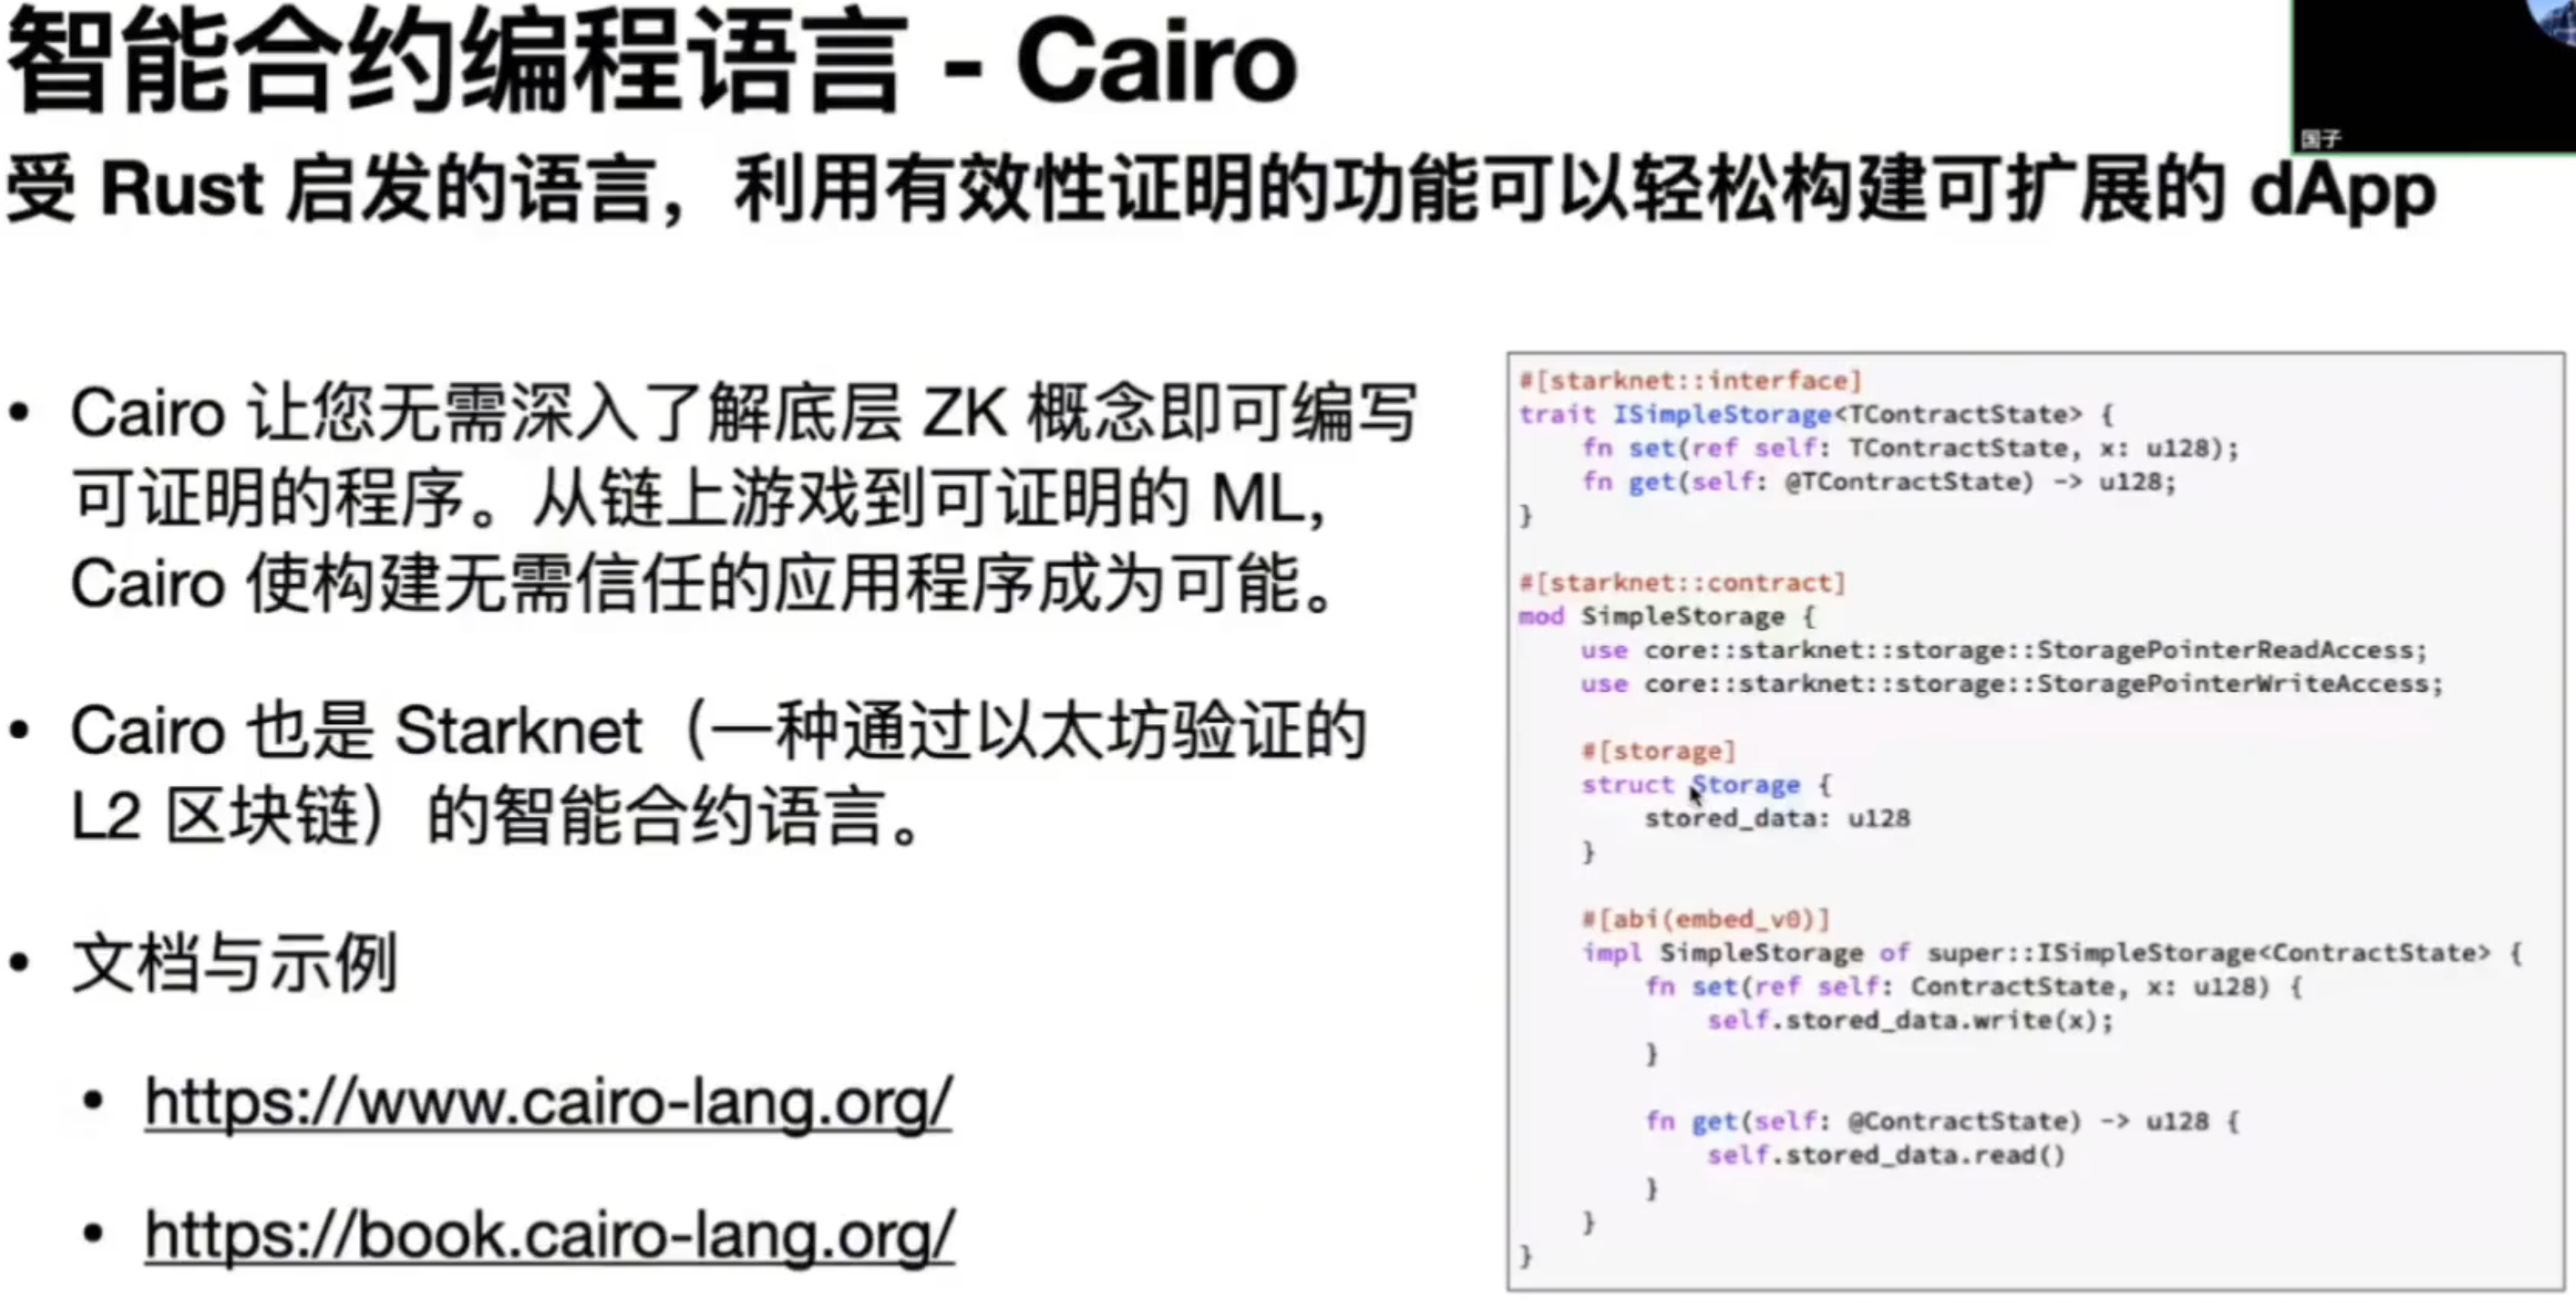 智能合约编程语言 - Cairo
国子
受 Rust 启发的语言，利用有效性证明的功能可以轻松构建可扩展的 dApp
• Cairo 让您无需深入了解底层 ZK 概念即可编写
可证明的程序。从链上游戏到可证明的 ML，
Cairo 使构建无需信任的应用程序成为可能。
• Cairo 也是 Starknet（一种通过以太坊验证的
L2 区块链）的智能合约语言。
• 文档与示例
• https://www.cairo-lang.org/
• https://book.cairo-lang.org/
#[starknet::interface]
trait ISimpleStorage<TContractState> {
    fn set(ref self: TContractState, x: u128);
    fn get(self: @TContractState) -> u128;
}
#[starknet::contract]
mod SimpleStorage {
    use core::starknet::storage::StoragePointerReadAccess;
    use core::starknet::storage::StoragePointerWriteAccess;
    #[storage]
    struct Storage {
        stored_data: u128
    }
    #[abi(embed_v0)]
    impl SimpleStorage of super::ISimpleStorage<ContractState> {
        fn set(ref self: ContractState, x: u128) {
            self.stored_data.write(x);
        }
        fn get(self: @ContractState) -> u128 {
            self.stored_data.read()
        }
    }
}